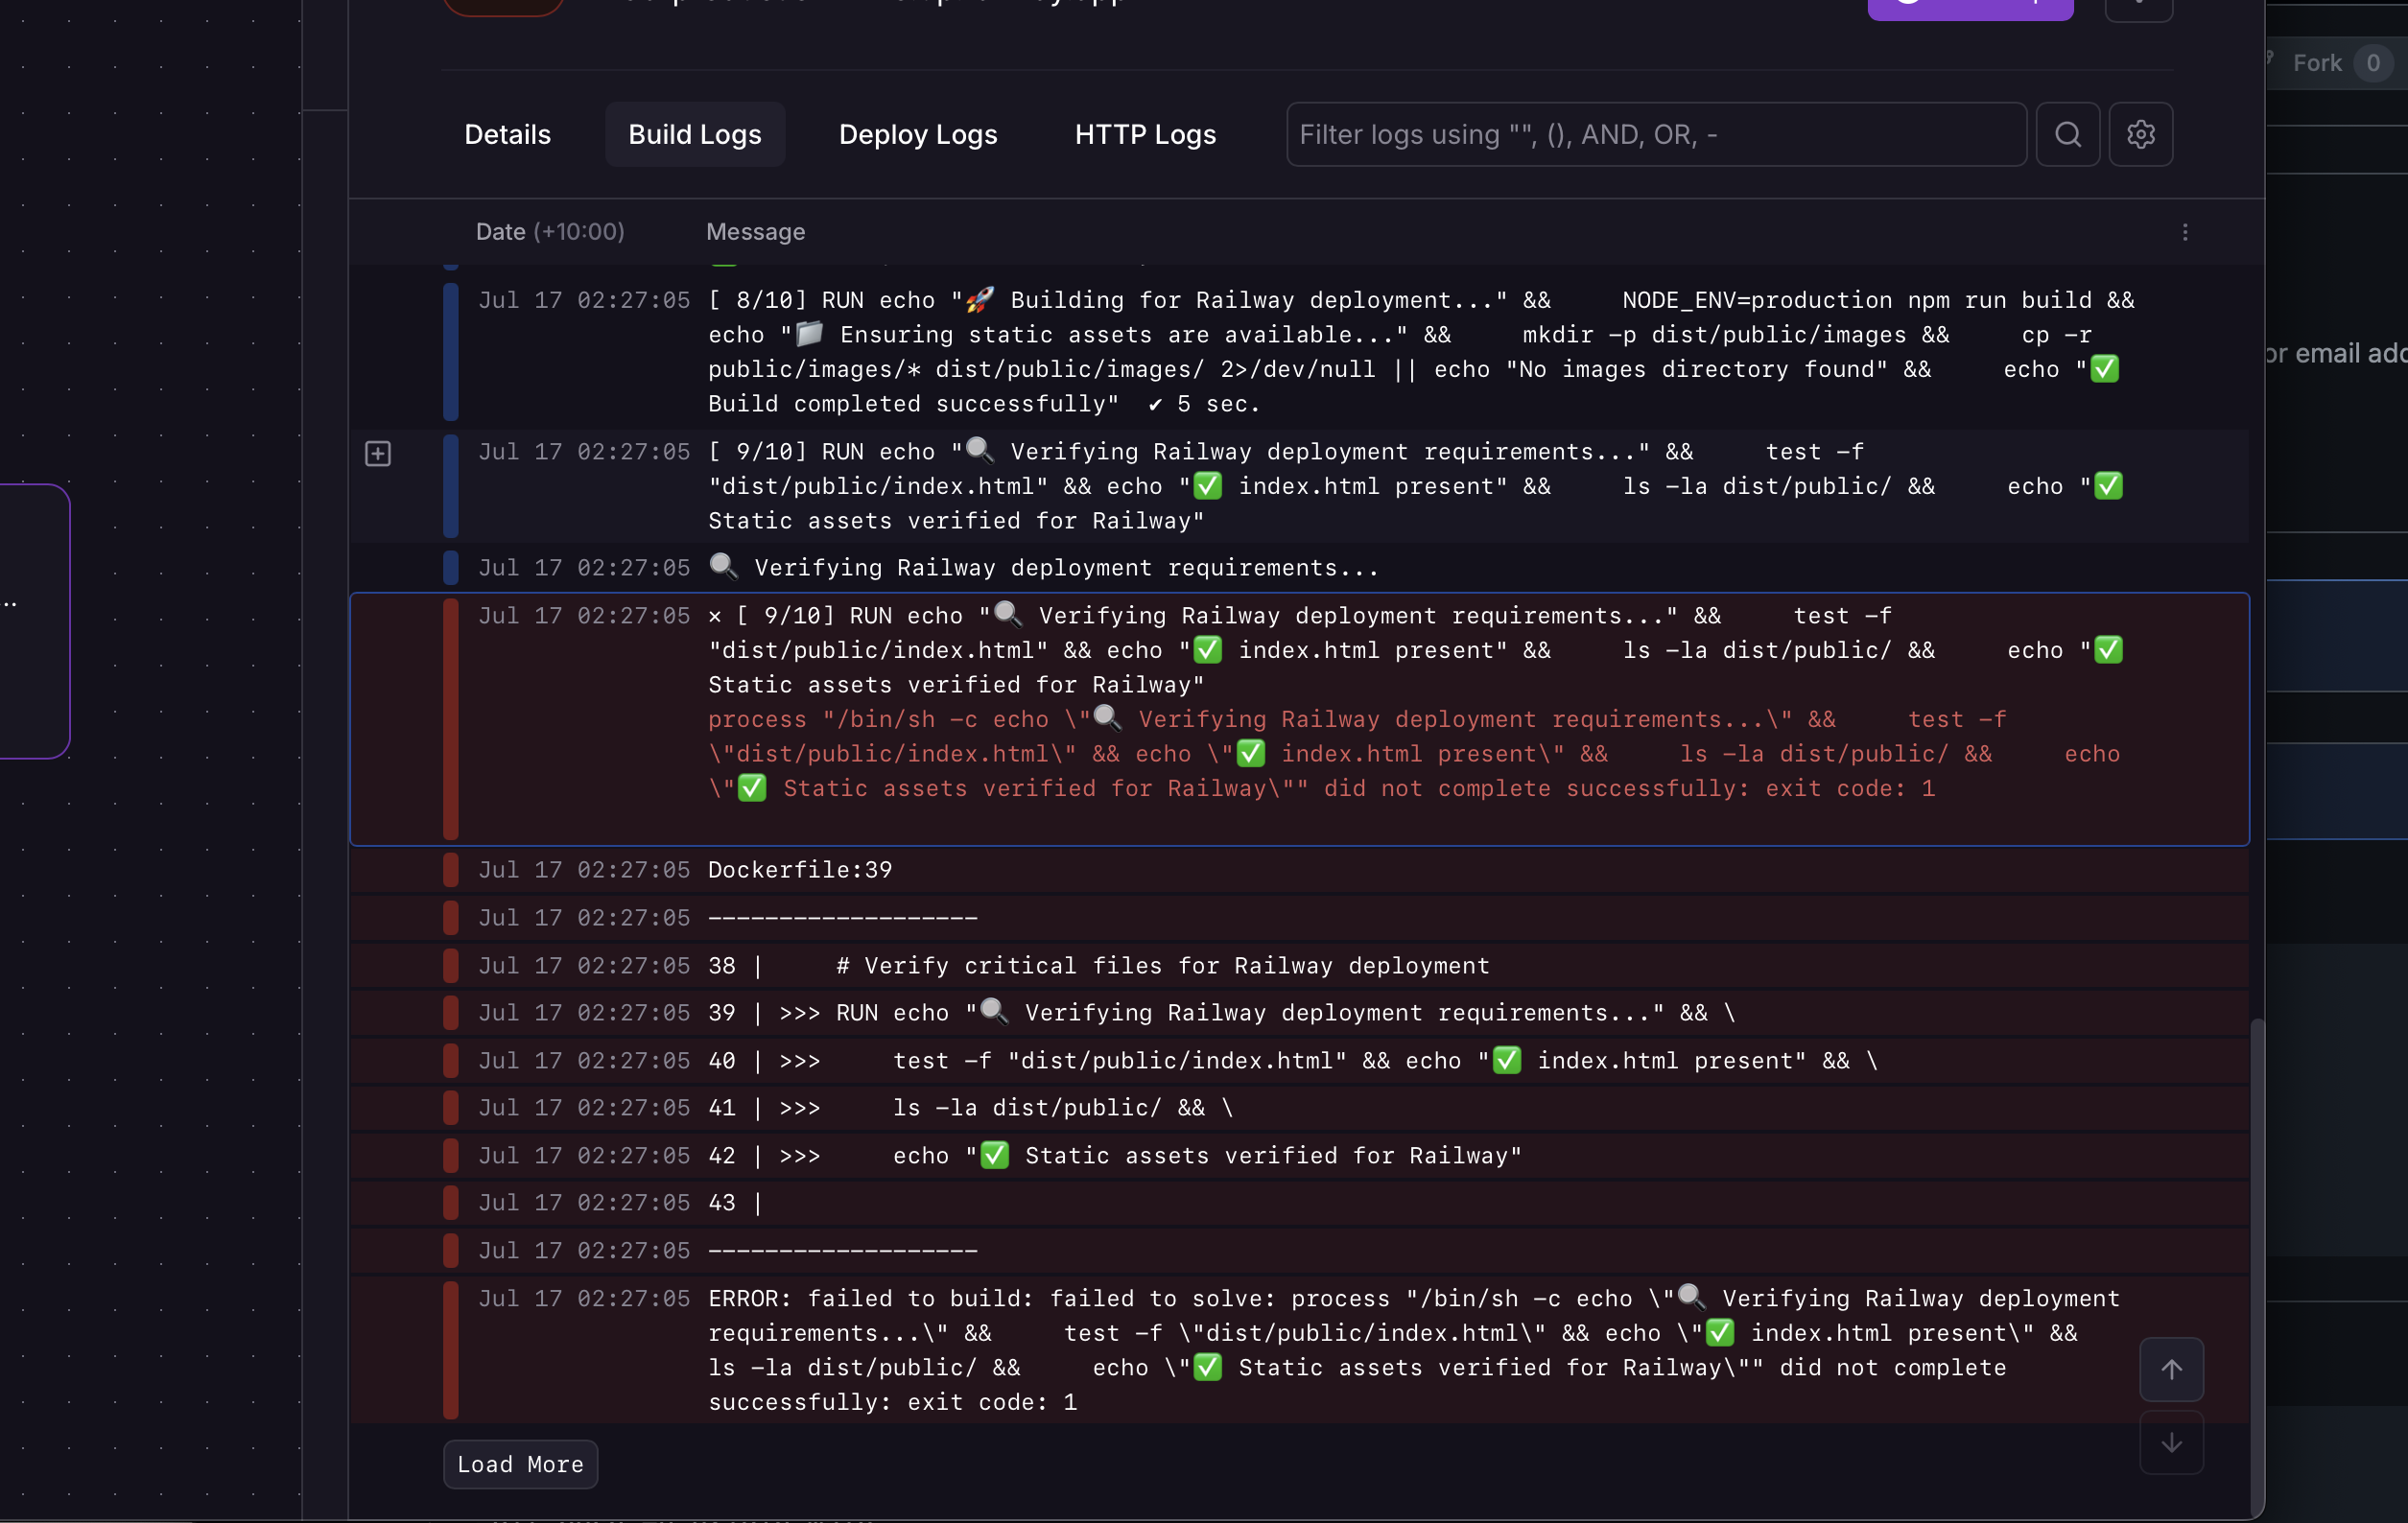 Fork 0
Details Build Logs Deploy Logs HTTP Logs Filter logs using "", (), AND, OR, -
Date (+10:00) Message
Jul 17 02:27:05 [ 8/10] RUN echo "🚀 Building for Railway deployment..." &&     NODE_ENV=production npm run build &&
echo "📁 Ensuring static assets are available..." &&     mkdir -p dist/public/images &&     cp -r
public/images/* dist/public/images/ 2>/dev/null || echo "No images directory found" &&     echo "✅
Build completed successfully"  ✔ 5 sec.
Jul 17 02:27:05 [ 9/10] RUN echo "🔍 Verifying Railway deployment requirements..." &&     test -f
"dist/public/index.html" && echo "✅ index.html present" &&     ls -la dist/public/ &&     echo "✅
Static assets verified for Railway"
Jul 17 02:27:05 🔍 Verifying Railway deployment requirements...
Jul 17 02:27:05 × [ 9/10] RUN echo "🔍 Verifying Railway deployment requirements..." &&     test -f
"dist/public/index.html" && echo "✅ index.html present" &&     ls -la dist/public/ &&     echo "✅
Static assets verified for Railway"
process "/bin/sh -c echo \"🔍 Verifying Railway deployment requirements...\" &&     test -f
\"dist/public/index.html\" && echo \"✅ index.html present\" &&     ls -la dist/public/ &&     echo
\"✅ Static assets verified for Railway\"" did not complete successfully: exit code: 1
Jul 17 02:27:05 Dockerfile:39
Jul 17 02:27:05 -------------------
Jul 17 02:27:05 38 |     # Verify critical files for Railway deployment
Jul 17 02:27:05 39 | >>> RUN echo "🔍 Verifying Railway deployment requirements..." && \
Jul 17 02:27:05 40 | >>>     test -f "dist/public/index.html" && echo "✅ index.html present" && \
Jul 17 02:27:05 41 | >>>     ls -la dist/public/ && \
Jul 17 02:27:05 42 | >>>     echo "✅ Static assets verified for Railway"
Jul 17 02:27:05 43 |
Jul 17 02:27:05 -------------------
Jul 17 02:27:05 ERROR: failed to build: failed to solve: process "/bin/sh -c echo \"🔍 Verifying Railway deployment
requirements...\" &&     test -f \"dist/public/index.html\" && echo \"✅ index.html present\" &&
ls -la dist/public/ &&     echo \"✅ Static assets verified for Railway\"" did not complete
successfully: exit code: 1
Load More
or email add
...